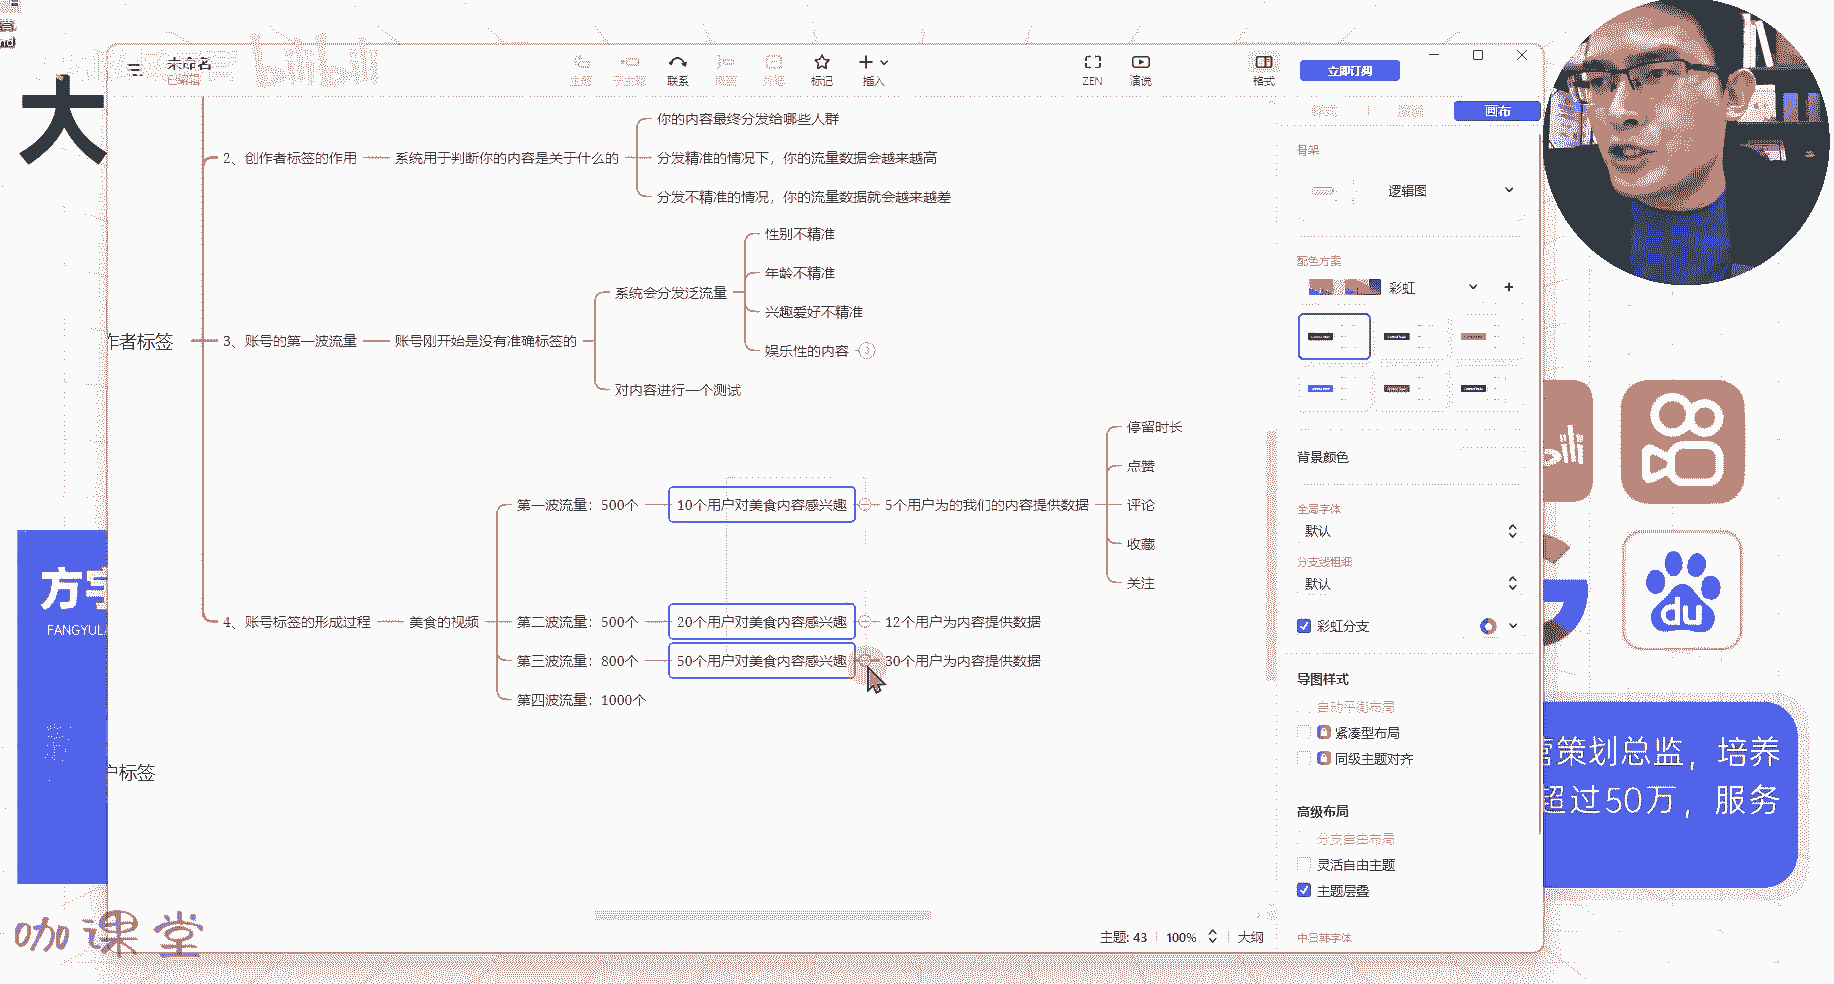 nd
大
未命名
已编辑
bilibili
主题
子主题
联系
概要
外框
标记
插入
ZEN
演说
格式
立即订阅
样式
画布
2、创作者标签的作用
系统用于判断你的内容是关于什么的
你的内容最终分发给哪些人群
分发精准的情况下，你的流量数据会越来越高
分发不精准的情况，你的流量数据就会越来越差
作者标签
3、账号的第一波流量
账号刚开始是没有准确标签的
系统会分发泛流量
性别不精准
年龄不精准
兴趣爱好不精准
娱乐性的内容
3
对内容进行一个测试
4、账号标签的形成过程
美食的视频
第一波流量：500个
10个用户对美食内容感兴趣
5个用户为的我们的内容提供数据
停留时长
点赞
评论
收藏
关注
第二波流量：500个
20个用户对美食内容感兴趣
12个用户为内容提供数据
第三波流量：800个
50个用户对美食内容感兴趣
30个用户为内容提供数据
第四波流量：1000个
户标签
骨架
逻辑图
配色方案
彩虹
背景颜色
全局字体
默认
分支线粗细
默认
彩虹分支
导图样式
自动平衡布局
紧凑型布局
同级主题对齐
高级布局
分支自由布局
灵活自由主题
主题层叠
中日韩字体
主题: 43
100%
大纲
方宇
FANGYULA
bili
du
营策划总监，培养
超过50万，服务
咖课堂